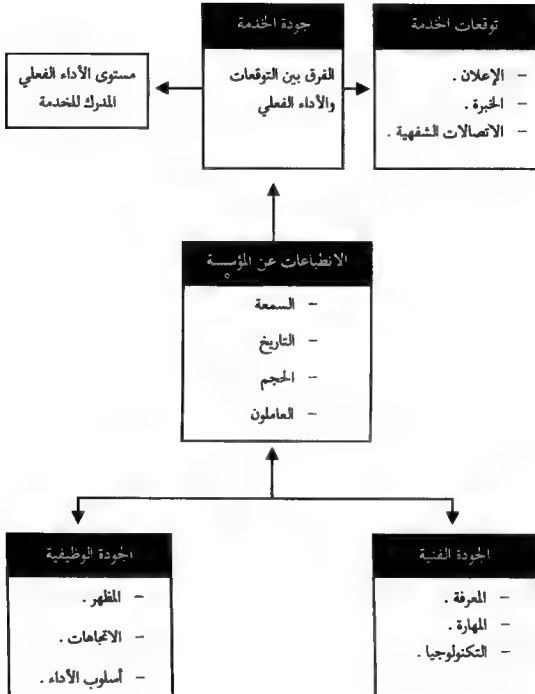 توقعات الخدمة
- الإعلان .
- الخبرة .
- الاتصالات الشفهية .
جودة الخدمة
الفرق بين التوقعات
والأداء الفعلي
مستوى الأداء الفعلي
المدرك للخدمة
الانطباعات عن المؤسسة
- السمعة
- التاريخ
- الحجم
- العاملون
الجودة الفنية
- المعرفة .
- المهارة .
- التكنولوجيا .
الجودة الوظيفية
- المظهر .
- الاتجاهات .
- أسلوب الأداء .